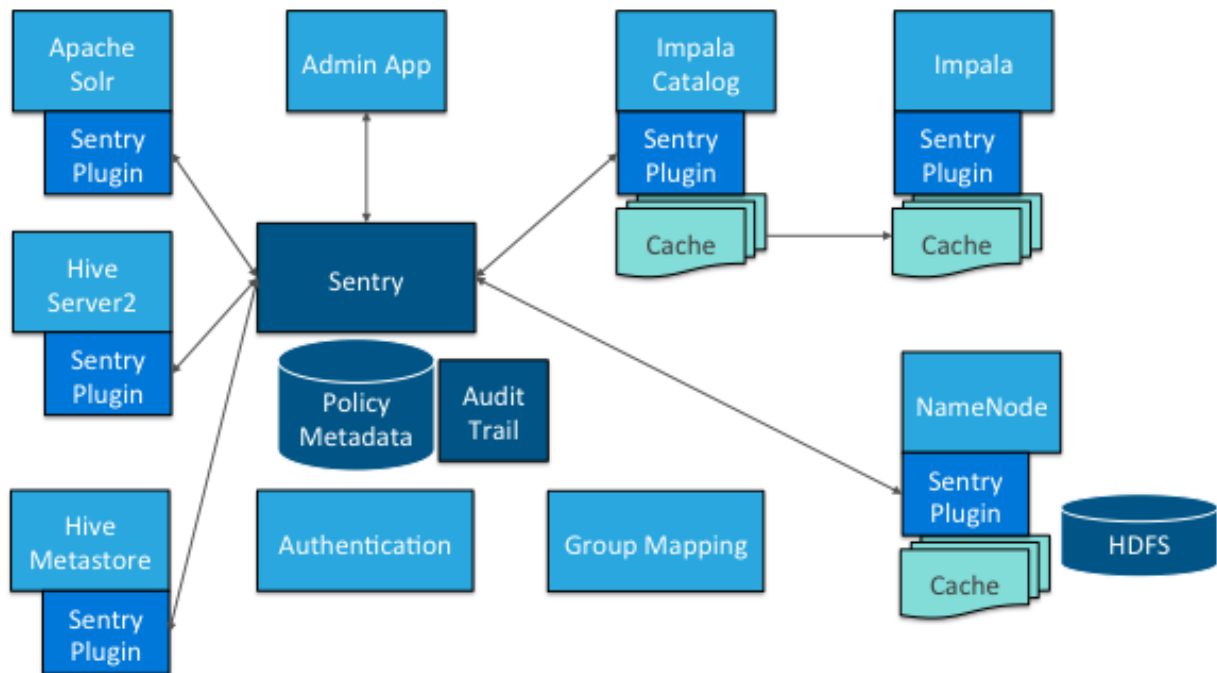 Apache
Solr
Sentry
Plugin
Admin App
Impala
Catalog
Sentry
Plugin
Cache
Impala
Sentry
Plugin
Cache
Hive
Server2
Sentry
Plugin
Sentry
Policy
Metadata
Audit
Trail
NameNode
Sentry
Plugin
Cache
HDFS
Hive
Metastore
Sentry
Plugin
Authentication
Group Mapping